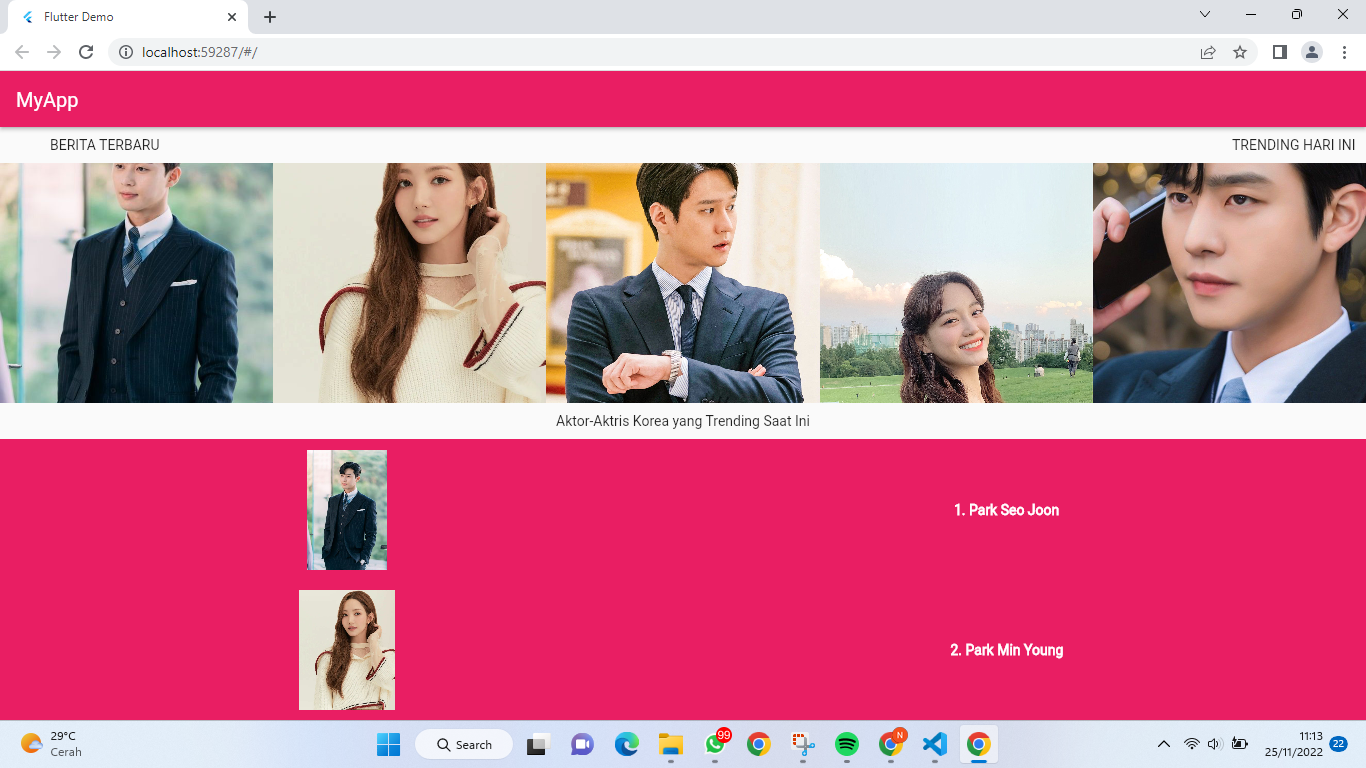 Flutter Demo
localhost:59287/#/
MyApp
BERITA TERBARU
TRENDING HARI INI
Aktor-Aktris Korea yang Trending Saat Ini
1. Park Seo Joon
2. Park Min Young
29°C
Cerah
Search
99
N
11:13
25/11/2022
22